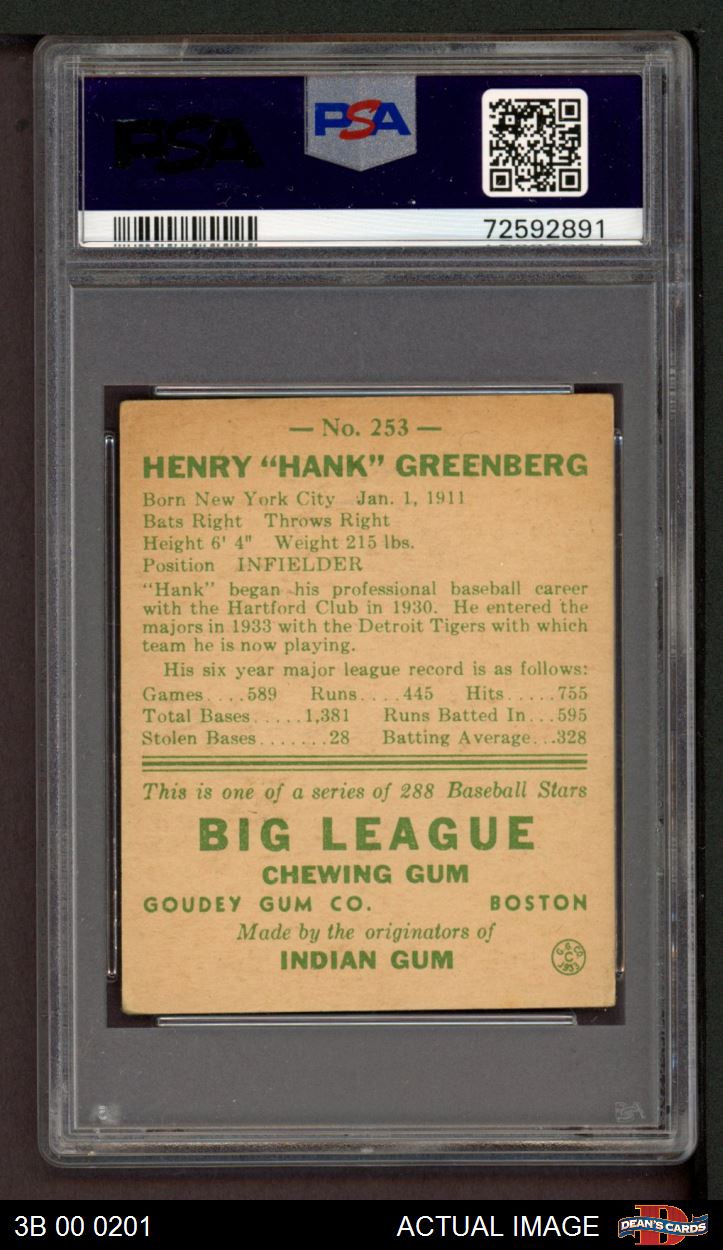 PSA
PSA
72592891
— No. 253 —
HENRY “HANK” GREENBERG
Born New York City Jan. 1, 1911
Bats Right Throws Right
Height 6' 4" Weight 215 lbs.
Position INFIELDER
“Hank” began his professional baseball career
with the Hartford Club in 1930. He entered the
majors in 1933 with the Detroit Tigers with which
team he is now playing.
His six year major league record is as follows:
Games....589 Runs....445 Hits.....755
Total Bases.....1,381 Runs Batted In...595
Stolen Bases.......28 Batting Average...328
This is one of a series of 288 Baseball Stars
BIG LEAGUE
CHEWING GUM
GOUDEY GUM CO. BOSTON
Made by the originators of
INDIAN GUM
G. G. CO.
C
1933
PSA
3B 00 0201 ACTUAL IMAGE DEAN'S CARDS